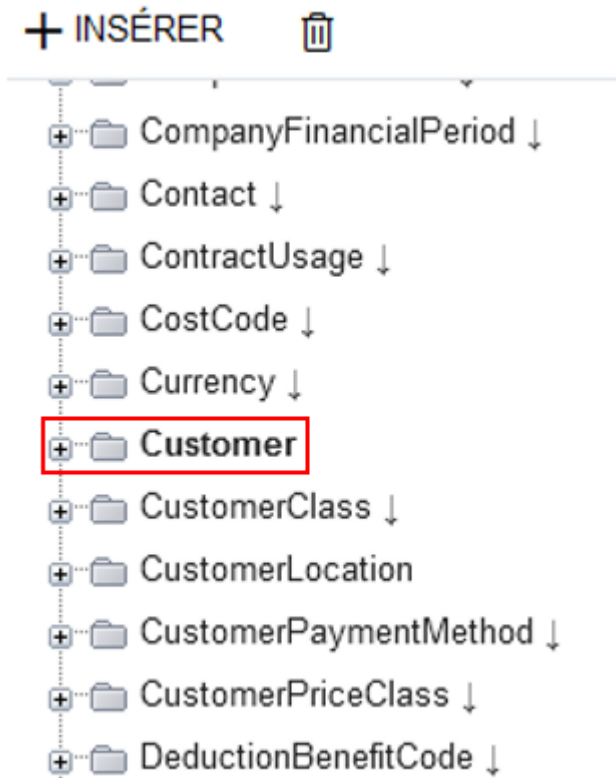 INSÉRER
CompanyFinancialPeriod ↓
Contact ↓
ContractUsage ↓
CostCode ↓
Currency ↓
Customer
CustomerClass ↓
CustomerLocation
CustomerPaymentMethod ↓
CustomerPriceClass ↓
DeductionBenefitCode ↓